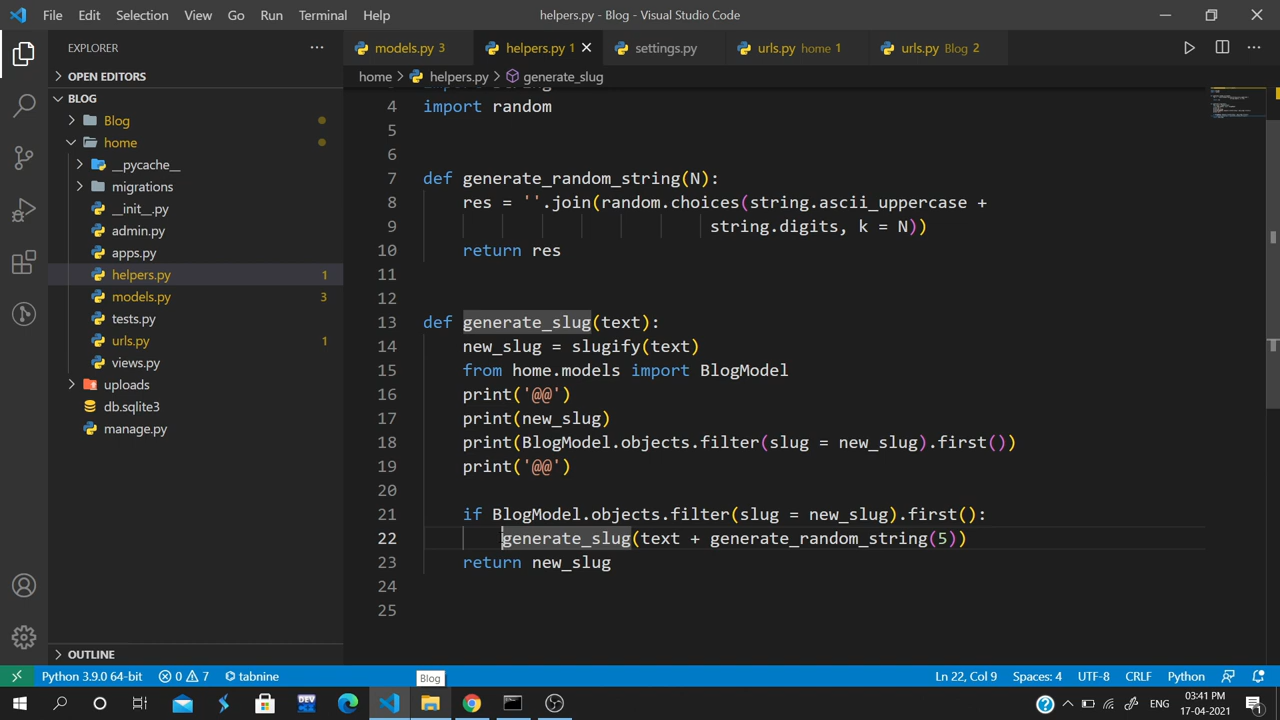 File Edit Selection View Go Run Terminal Help helpers.py - Blog - Visual Studio Code
EXPLORER
models.py 3 helpers.py 1 settings.py urls.py home 1 urls.py Blog 2
OPEN EDITORS
home > helpers.py > generate_slug
BLOG
Blog
home
__pycache__
migrations
__init__.py
admin.py
apps.py
helpers.py 1
models.py 3
tests.py
urls.py 1
views.py
uploads
db.sqlite3
manage.py
OUTLINE
4 import random
5
6
7 def generate_random_string(N):
8 res = ''.join(random.choices(string.ascii_uppercase +
9 string.digits, k = N))
10 return res
11
12
13 def generate_slug(text):
14 new_slug = slugify(text)
15 from home.models import BlogModel
16 print('@@')
17 print(new_slug)
18 print(BlogModel.objects.filter(slug = new_slug).first())
19 print('@@')
20
21 if BlogModel.objects.filter(slug = new_slug).first():
22 generate_slug(text + generate_random_string(5))
23 return new_slug
24
25
Python 3.9.0 64-bit 0 7 tabnine Blog Ln 22, Col 9 Spaces: 4 UTF-8 CRLF Python
DEV ENG 03:41 PM
17-04-2021 1